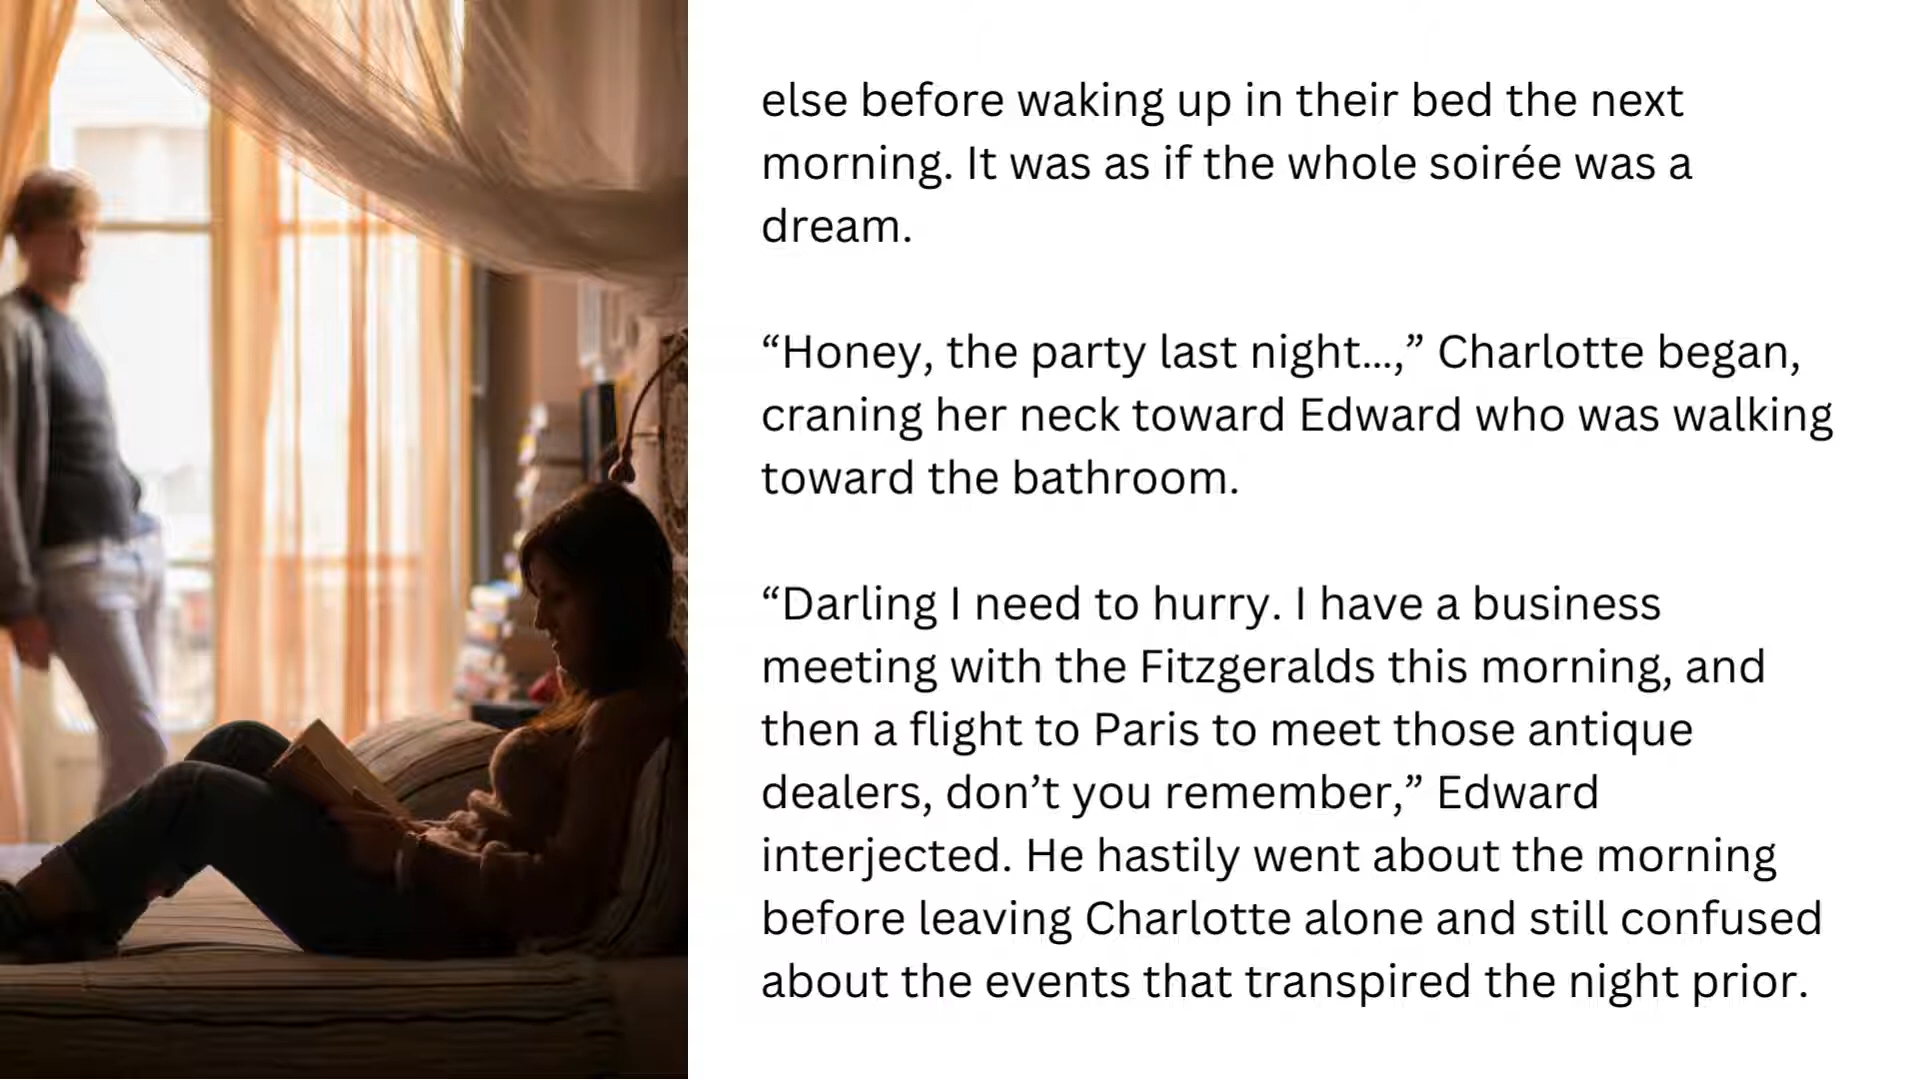 else before waking up in their bed the next
morning. It was as if the whole soirée was a
dream.
“Honey, the party last night...,” Charlotte began,
craning her neck toward Edward who was walking
toward the bathroom.
“Darling I need to hurry. I have a business
meeting with the Fitzgeralds this morning, and
then a flight to Paris to meet those antique
dealers, don’t you remember,” Edward
interjected. He hastily went about the morning
before leaving Charlotte alone and still confused
about the events that transpired the night prior.